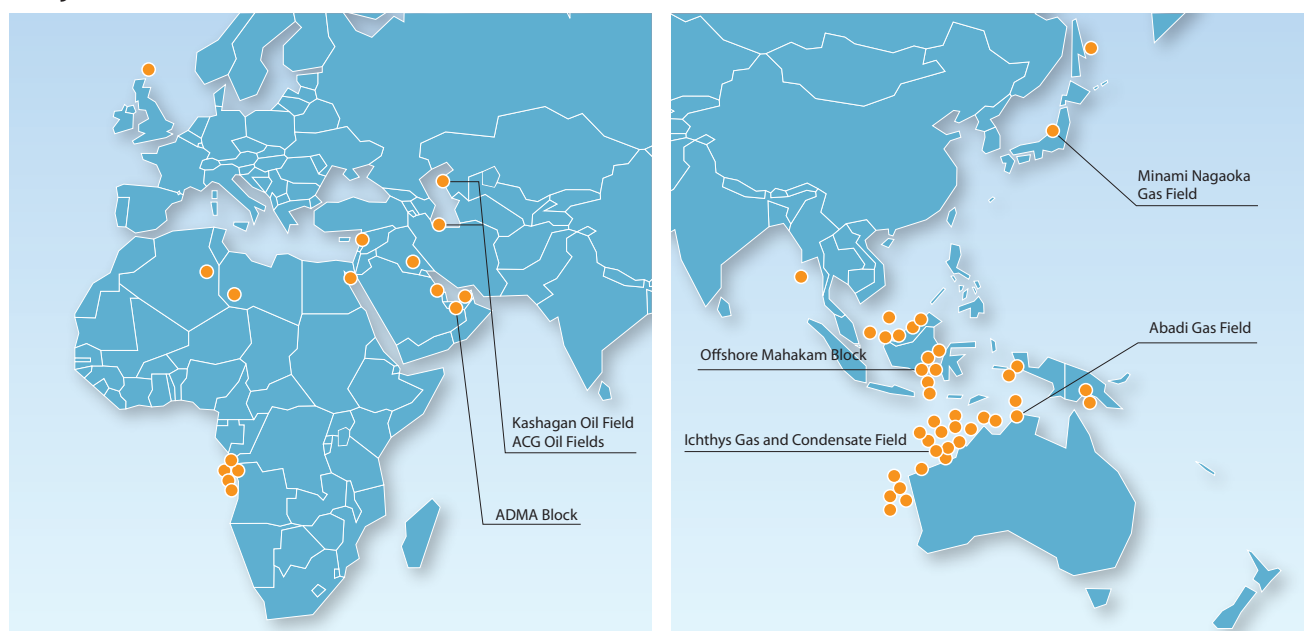 Kashagan Oil Field
ACG Oil Fields
ADMA Block
Minami Nagaoka
Gas Field
Abadi Gas Field
Offshore Mahakam Block
Ichthys Gas and Condensate Field